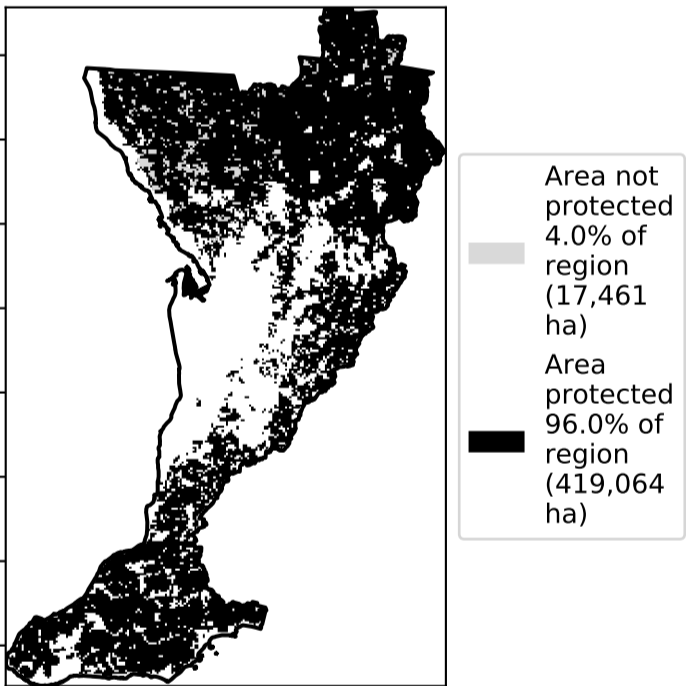 Area not
protected
4.0% of
region
(17,461
ha)
Area
protected
96.0% of
region
(419,064
ha)